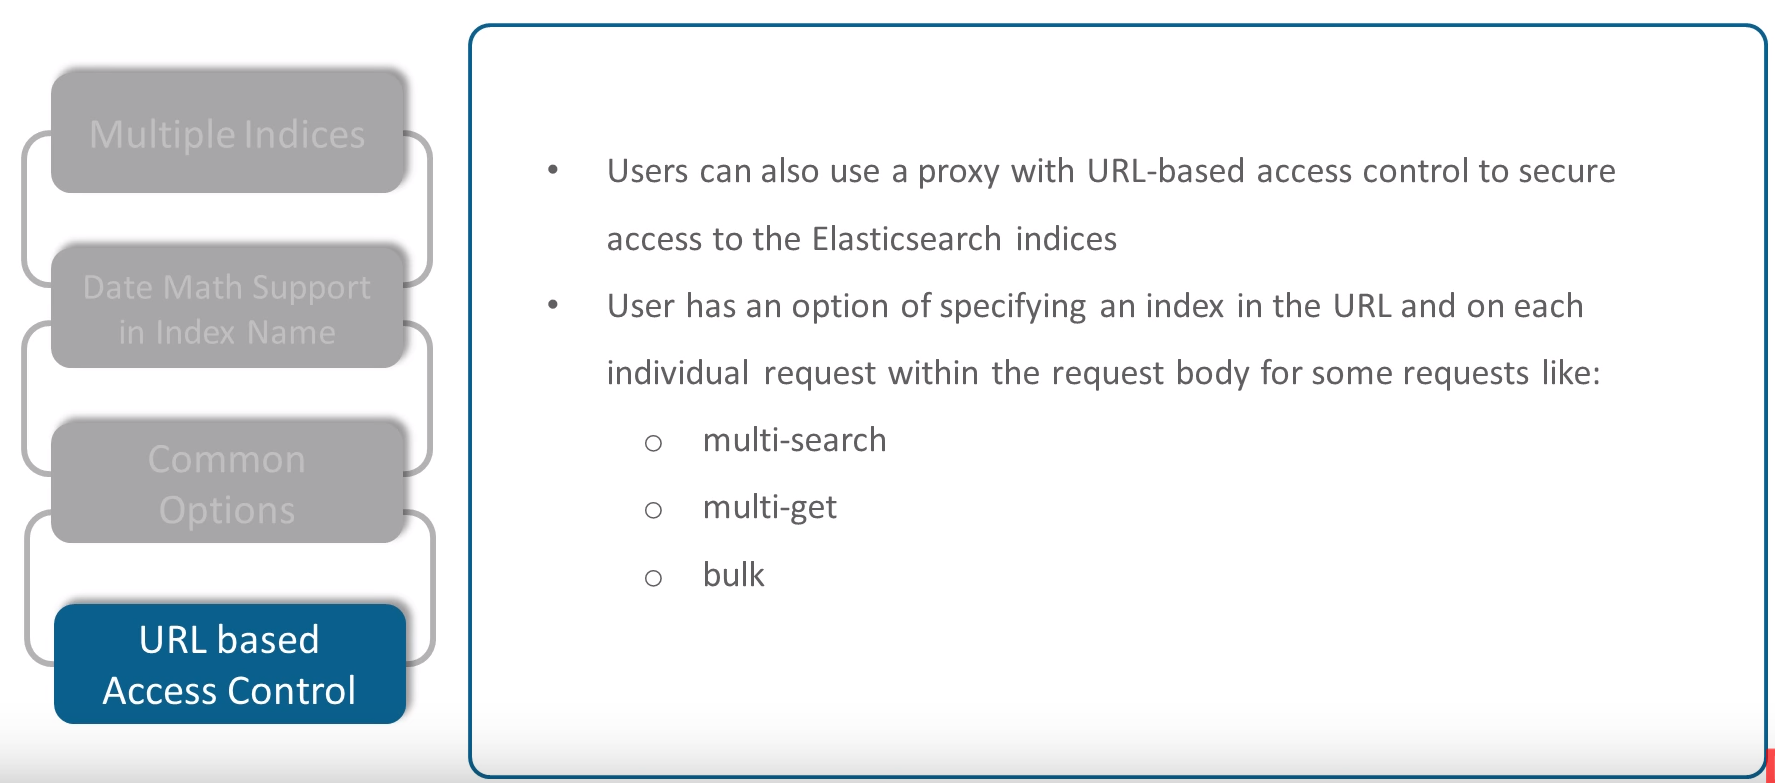 Multiple Indices
Date Math Support
in Index Name
Common
Options
URL based
Access Control
• Users can also use a proxy with URL-based access control to secure
access to the Elasticsearch indices
• User has an option of specifying an index in the URL and on each
individual request within the request body for some requests like:
o multi-search
o multi-get
o bulk